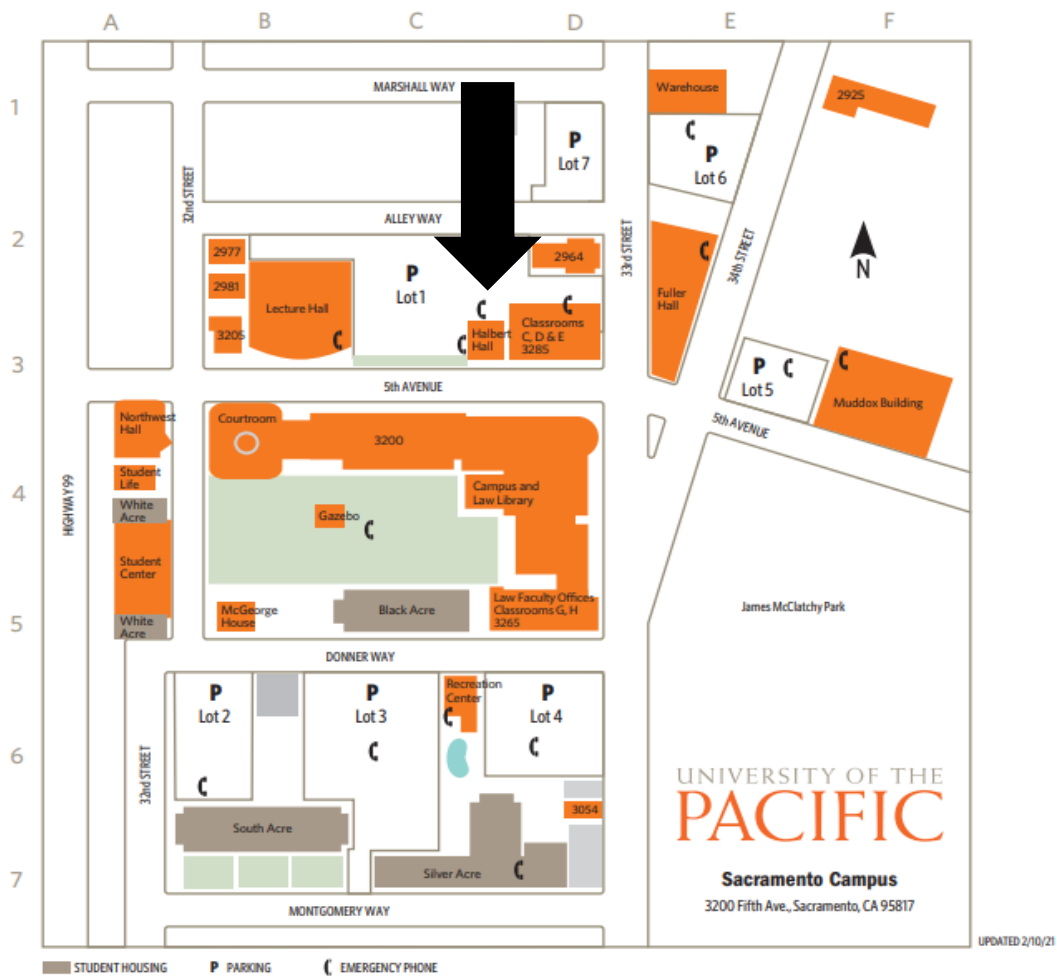 A B C D E F
1
MARSHALL WAY
Warehouse
2925
P
Lot 7
P
Lot 6
32nd STREET
2
ALLEY WAY
33rd STREET
34th STREET
N
2977
2981
3205
Lecture Hall
P
Lot 1
Halbert
Hall
2964
Classrooms
C, D & E
3285
Fuller
Hall
3
5th AVENUE
P
Lot 5
Muddox Building
5th AVENUE
HIGHWAY 99
Northwest
Hall
Courtroom
3200
4
Student
Life
White
Acre
Campus and
Law Library
Gazebo
Student
Center
White
Acre
5
McGeorge
House
Black Acre
Law Faculty Offices
Classrooms G, H
3265
James McClatchy Park
DONNER WAY
P
Lot 2
P
Lot 3
Recreation
Center
P
Lot 4
6
32nd STREET
3054
South Acre
7
Silver Acre
MONTGOMERY WAY
UNIVERSITY OF THE
PACIFIC
Sacramento Campus
3200 Fifth Ave., Sacramento, CA 95817
UPDATED 2/10/21
STUDENT HOUSING P PARKING EMERGENCY PHONE